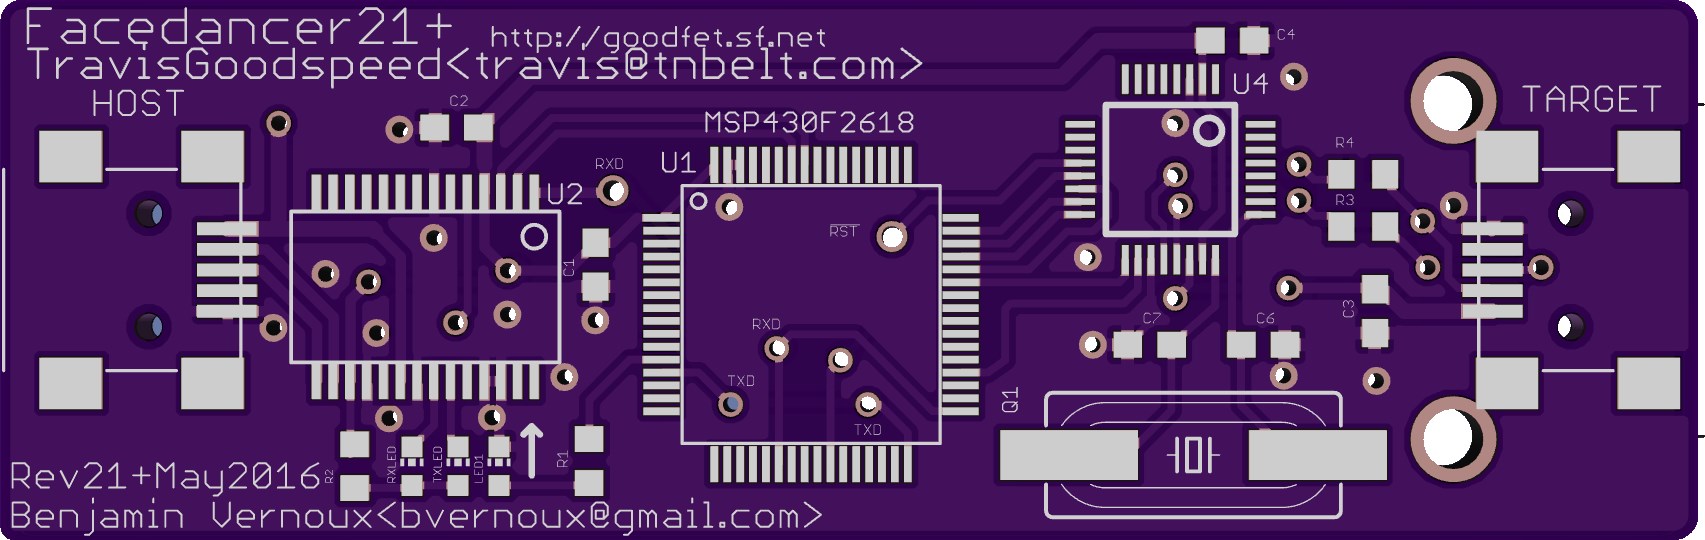 Facedancer21+
http://goodfet.sf.net
TravisGoodspeed<travis@tnbelt.com>
HOST
C2
MSP430F2618
C4
U4
TARGET
RXD
U1
U2
R4
R3
RST
C1
C3
RXD
C7
C6
TXD
TXD
Q1
R2
RXLED
TXLED
LED1
R1
Rev21+May2016
Benjamin Vernoux<bvernoux@gmail.com>